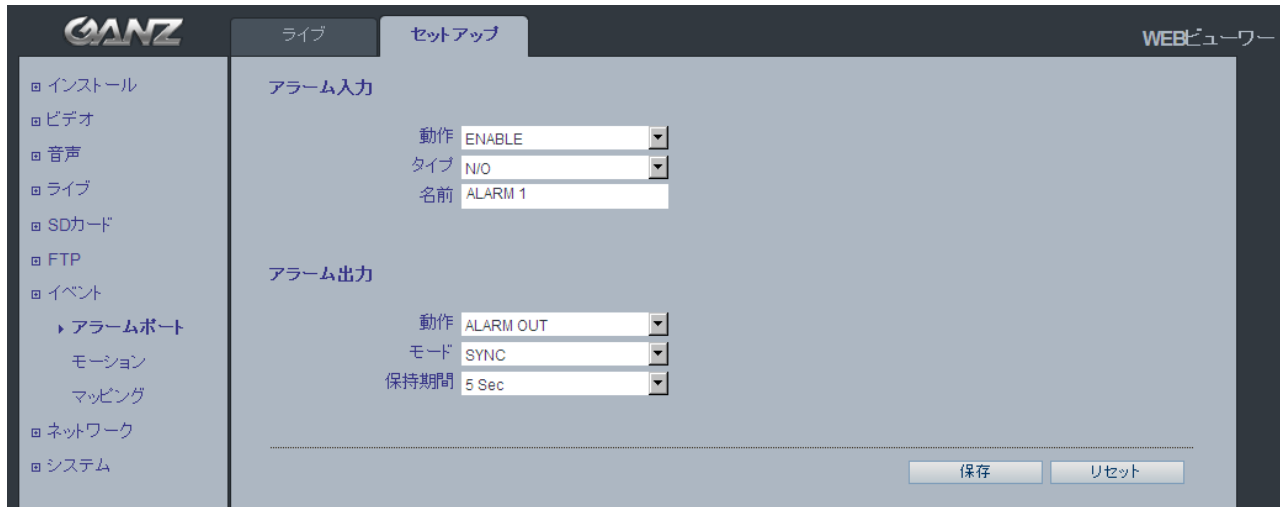 GANZ
ライブ
セットアップ
WEBビューワー
インストール
ビデオ
音声
ライブ
SDカード
FTP
イベント
アラームポート
モーション
マッピング
ネットワーク
システム
アラーム入力
動作 ENABLE
タイプ N/O
名前 ALARM 1
アラーム出力
動作 ALARM OUT
モード SYNC
保持期間 5 Sec
保存
リセット